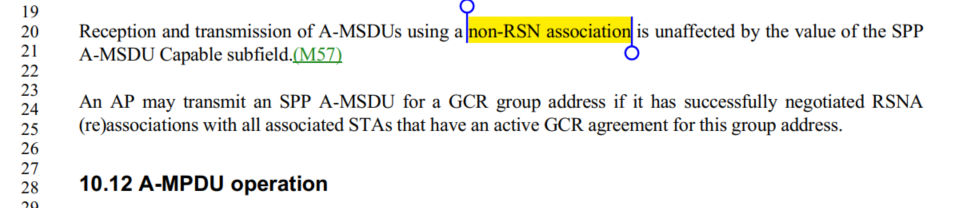 19
20 Reception and transmission of A-MSDUs using a non-RSN association is unaffected by the value of the SPP
21 A-MSDU Capable subfield.(M57)
22
23
24 An AP may transmit an SPP A-MSDU for a GCR group address if it has successfully negotiated RSNA
25 (re)associations with all associated STAs that have an active GCR agreement for this group address.
26
27
28 10.12 A-MPDU operation
29